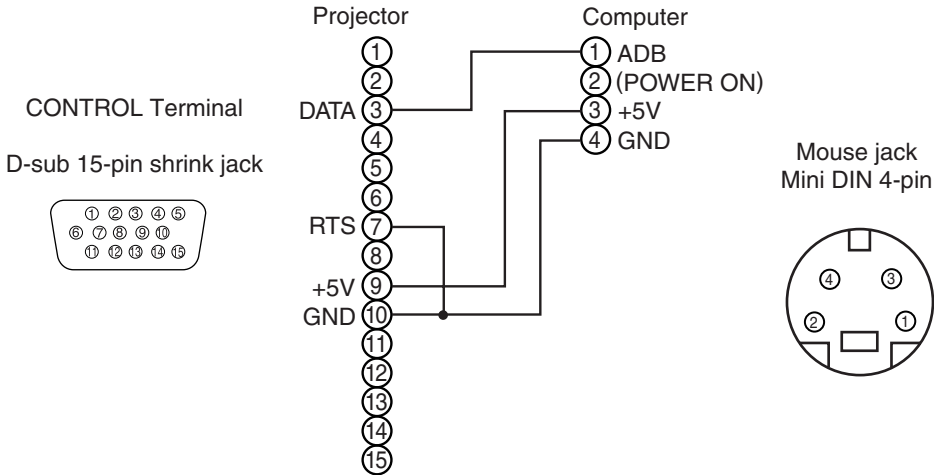 Projector
Computer
CONTROL Terminal
D-sub 15-pin shrink jack
1 2 3 4 5
6 7 8 9 10
11 12 13 14 15
1
2
DATA 3
4
5
6
RTS 7
8
+5V 9
GND 10
11
12
13
14
15
1 ADB
2 (POWER ON)
3 +5V
4 GND
Mouse jack
Mini DIN 4-pin
4 3
2 1